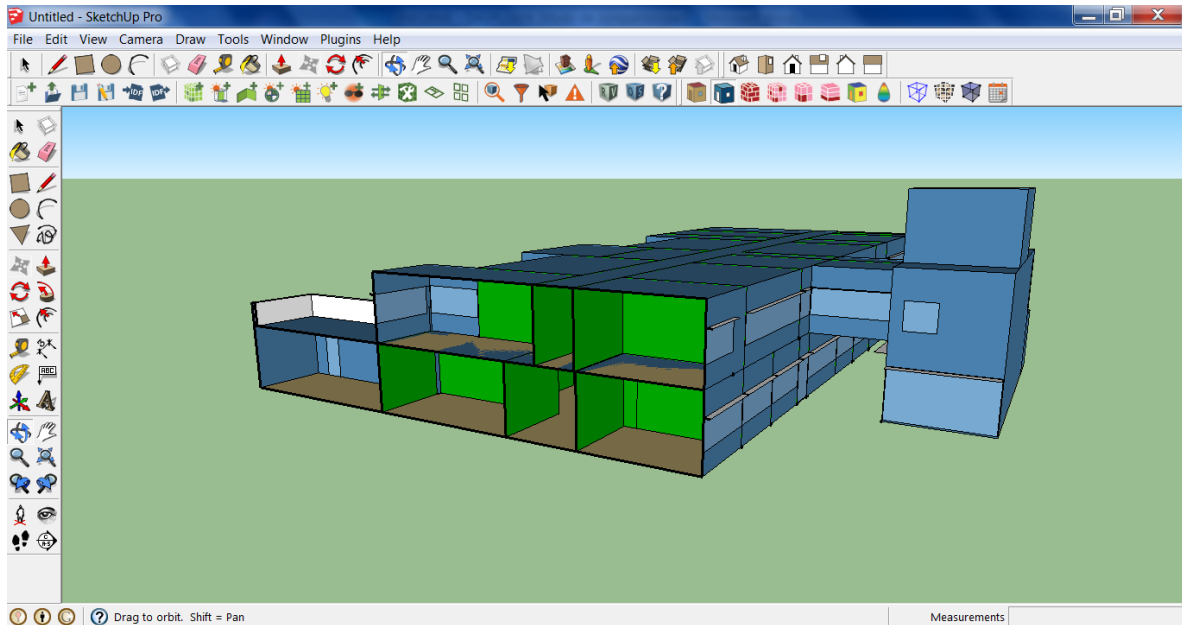 Untitled - SketchUp Pro
File Edit View Camera Draw Tools Window Plugins Help
Drag to orbit. Shift = Pan
Measurements